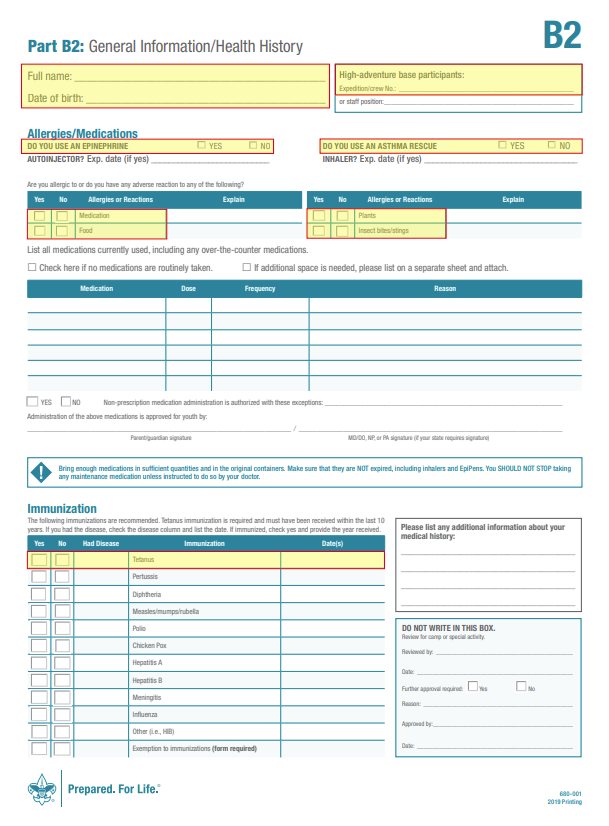 B2
Part B2: General Information/Health History
Full name:
Date of birth:
High-adventure base participants:
Expedition/crew No.:
or staff position:
Allergies/Medications
DO YOU USE AN EPINEPHRINE YES NO
AUTOINJECTOR? Exp. date (if yes)
DO YOU USE AN ASTHMA RESCUE YES NO
INHALER? Exp. date (if yes)
Are you allergic to or do you have any adverse reaction to any of the following?
Yes No Allergies or Reactions Explain
Medication
Food
Yes No Allergies or Reactions Explain
Plants
Insect bites/stings
List all medications currently used, including any over-the-counter medications.
Check here if no medications are routinely taken. If additional space is needed, please list on a separate sheet and attach.
Medication Dose Frequency Reason
YES NO Non-prescription medication administration is authorized with these exceptions:
Administration of the above medications is approved for youth by:
/
Parent/guardian signature MD/DO, NP, or PA signature (if your state requires signature)
!
Bring enough medications in sufficient quantities and in the original containers. Make sure that they are NOT expired, including inhalers and EpiPens. You SHOULD NOT STOP taking
any maintenance medication unless instructed to do so by your doctor.
Immunization
The following immunizations are recommended. Tetanus immunization is required and must have been received within the last 10
years. If you had the disease, check the disease column and list the date. If immunized, check yes and provide the year received.
Yes No Had Disease Immunization Date(s)
Tetanus
Pertussis
Diphtheria
Measles/mumps/rubella
Polio
Chicken Pox
Hepatitis A
Hepatitis B
Meningitis
Influenza
Other (i.e., HIB)
Exemption to immunizations (form required)
Please list any additional information about your
medical history:
DO NOT WRITE IN THIS BOX.
Review for camp or special activity.
Reviewed by:
Date:
Further approval required: Yes No
Reason:
Approved by:
Date:
Prepared. For Life.®
680-001
2019 Printing